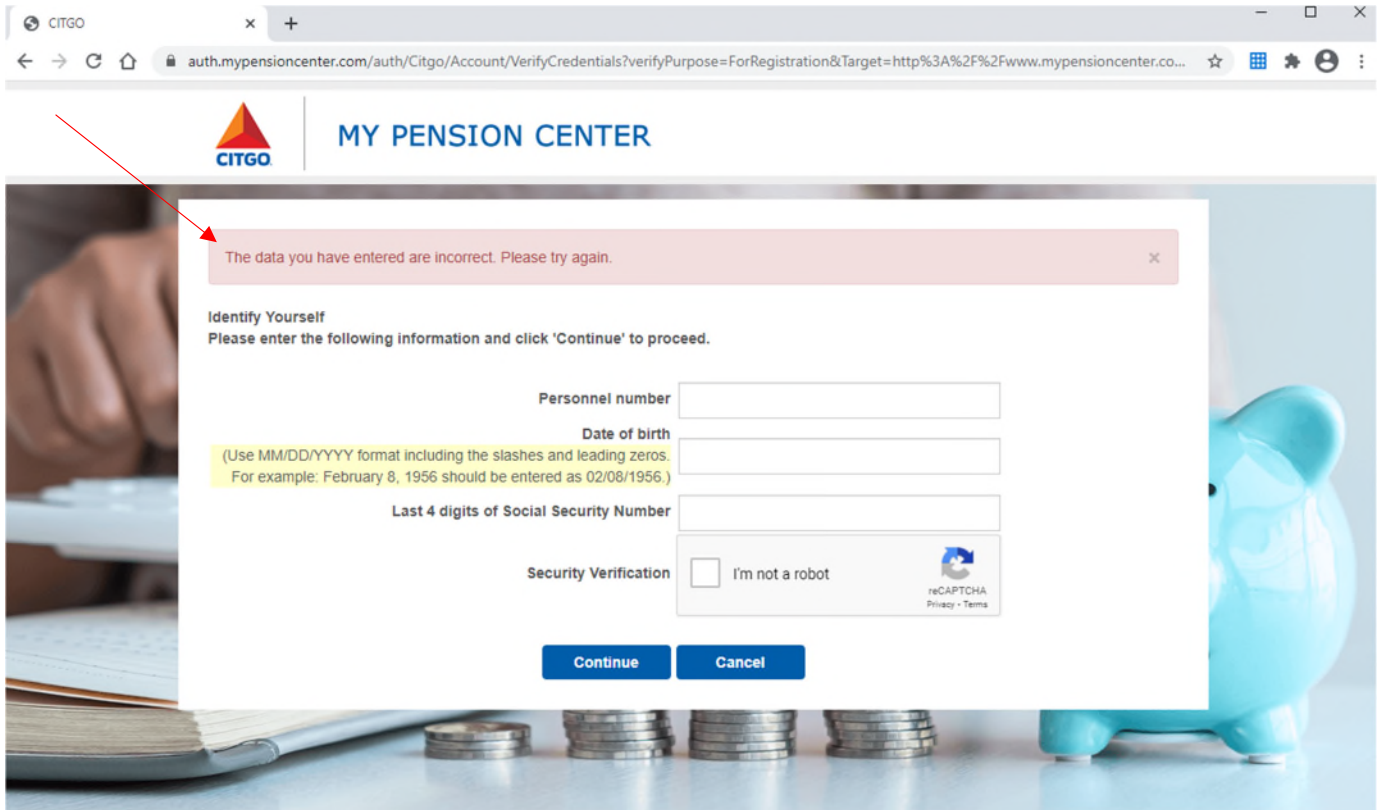 CITGO
auth.mypensioncenter.com/auth/Citgo/Account/VerifyCredentials?verifyPurpose=ForRegistration&Target=http%3A%2F%2Fwww.mypensioncenter.co...
CITGO
MY PENSION CENTER
The data you have entered are incorrect. Please try again.
Identify Yourself
Please enter the following information and click 'Continue' to proceed.
Personnel number
Date of birth
(Use MM/DD/YYYY format including the slashes and leading zeros.
For example: February 8, 1956 should be entered as 02/08/1956.)
Last 4 digits of Social Security Number
Security Verification
I'm not a robot
reCAPTCHA
Privacy - Terms
Continue
Cancel